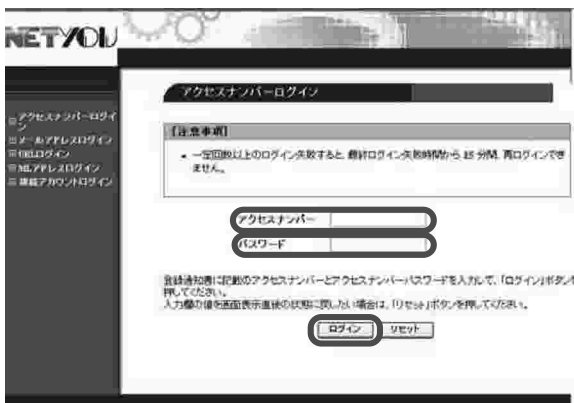 NETYOU
アクセスナンバーログイン
アクセスナンバーログイ
ン
メールアドレスログイン
ログイン
MLアドレスログイン
アカウントログイン
【注意事項】
・ 一定回数以上のログイン失敗すると、最終ログイン失敗時間から 15 分間、再ログインでき
ません。
アクセスナンバー
パスワード
登録通知書に記載のアクセスナンバーとアクセスナンバーパスワードを入力して、「ログイン」ボタンを
押してください。
入力欄の値を画面表示直後の状態に戻したい場合は、「リセット」ボタンを押してください。
ログイン
リセット